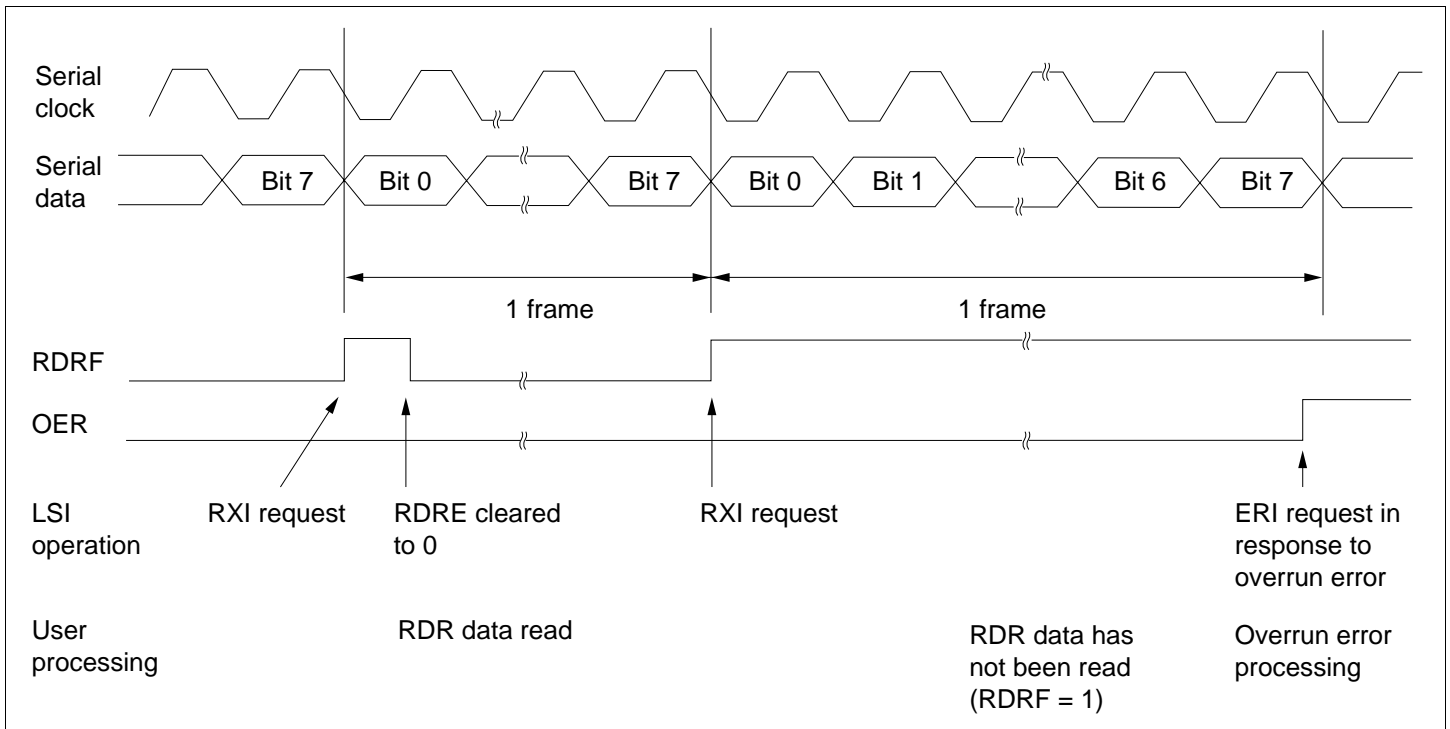 Serial
clock
Serial
data
Bit 7
Bit 0
Bit 7
Bit 0
Bit 1
Bit 6
Bit 7
1 frame
1 frame
RDRF
OER
LSI
operation
RXI request
RDRE cleared
to 0
RXI request
ERI request in
response to
overrun error
User
processing
RDR data read
RDR data has
not been read
(RDRF = 1)
Overrun error
processing